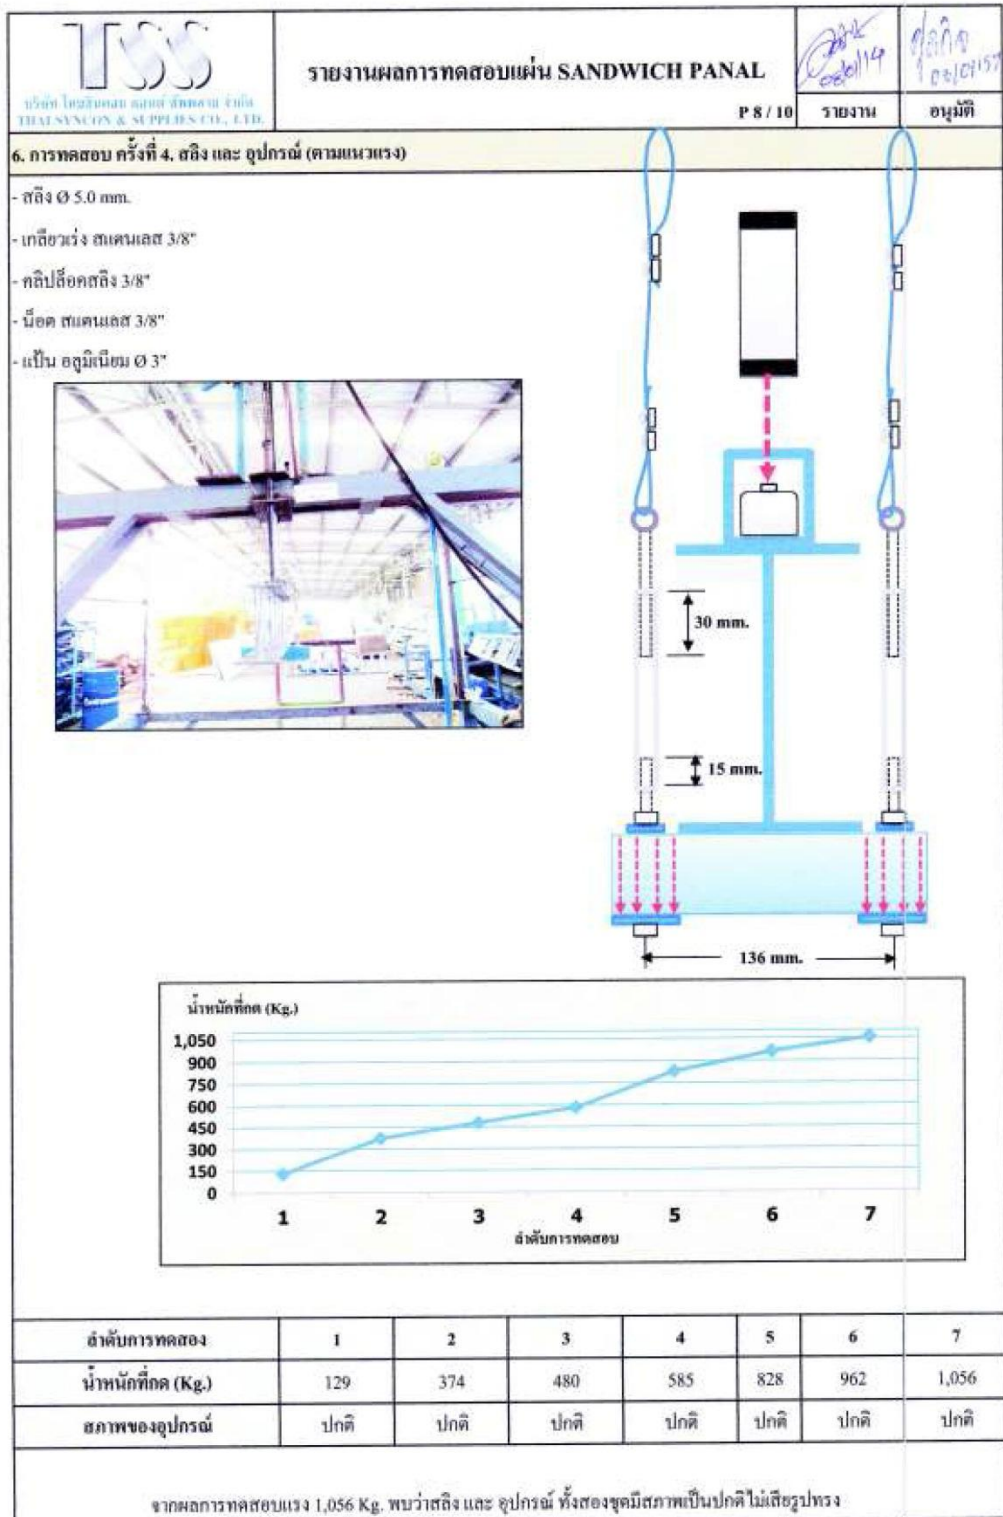 TSS
บริษัท ไทยซินคอน แอนด์ ซัพพลาย จำกัด
THAI SYNCON & SUPPLIES CO., LTD.
รายงานผลการทดสอบแผ่น SANDWICH PANAL
P 8 / 10
รายงาน
อนุมัติ
6. การทดสอบ ครั้งที่ 4. สลิง และ อุปกรณ์ (ตามแนวแรง)
- สลิง Ø 5.0 mm.
- เกลียวเร่ง สแตนเลส 3/8"
- คลิปล็อคสลิง 3/8"
- น็อต สแตนเลส 3/8"
- แป้น อลูมิเนียม Ø 3"
30 mm.
15 mm.
136 mm.
น้ำหนักที่กด (Kg.)
1,050
900
750
600
450
300
150
0
1 2 3 4 5 6 7
ลำดับการทดสอบ
ลำดับการทดสอง 1 2 3 4 5 6 7
น้ำหนักที่กด (Kg.) 129 374 480 585 828 962 1,056
สภาพของอุปกรณ์ ปกติ ปกติ ปกติ ปกติ ปกติ ปกติ ปกติ
จากผลการทดสอบแรง 1,056 Kg. พบว่าสลิง และ อุปกรณ์ ทั้งสองชุดมีสภาพเป็นปกติไม่เสียรูปทรง